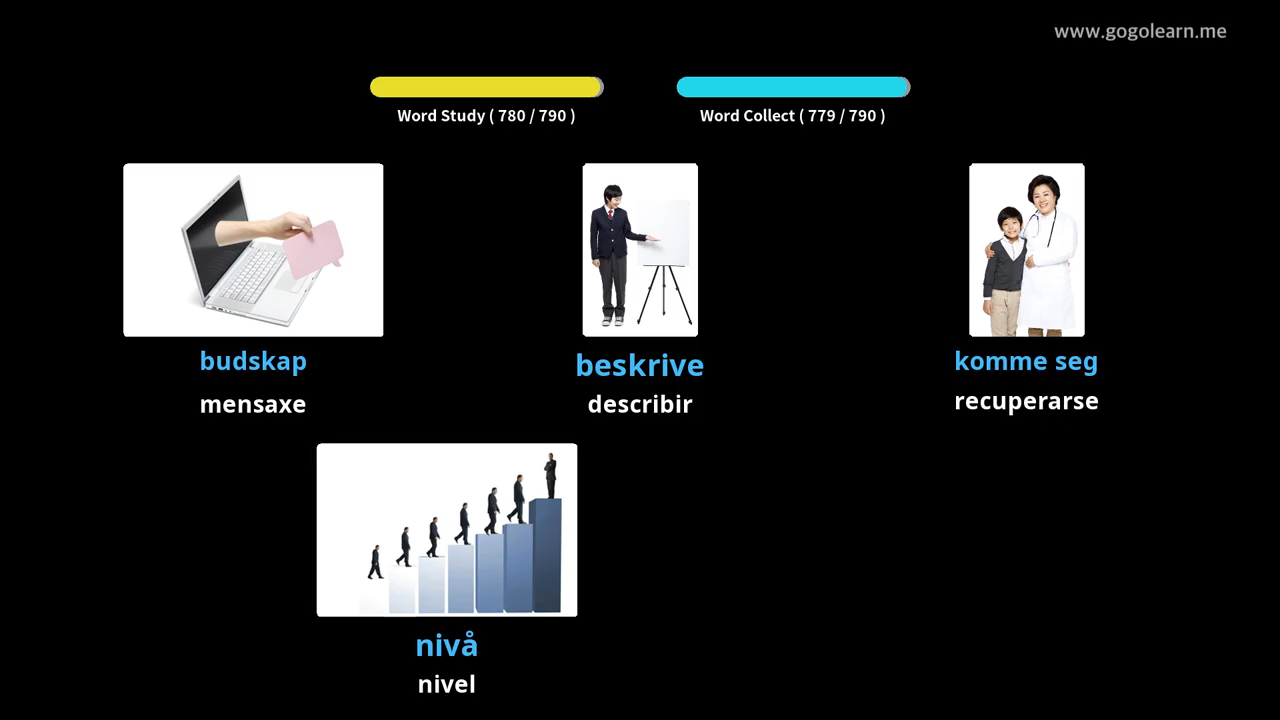 www.gogolearn.me
Word Study ( 780 / 790 )
Word Collect ( 779 / 790 )
budskap
mensaxe
beskrive
describir
komme seg
recuperarse
nivå
nivel